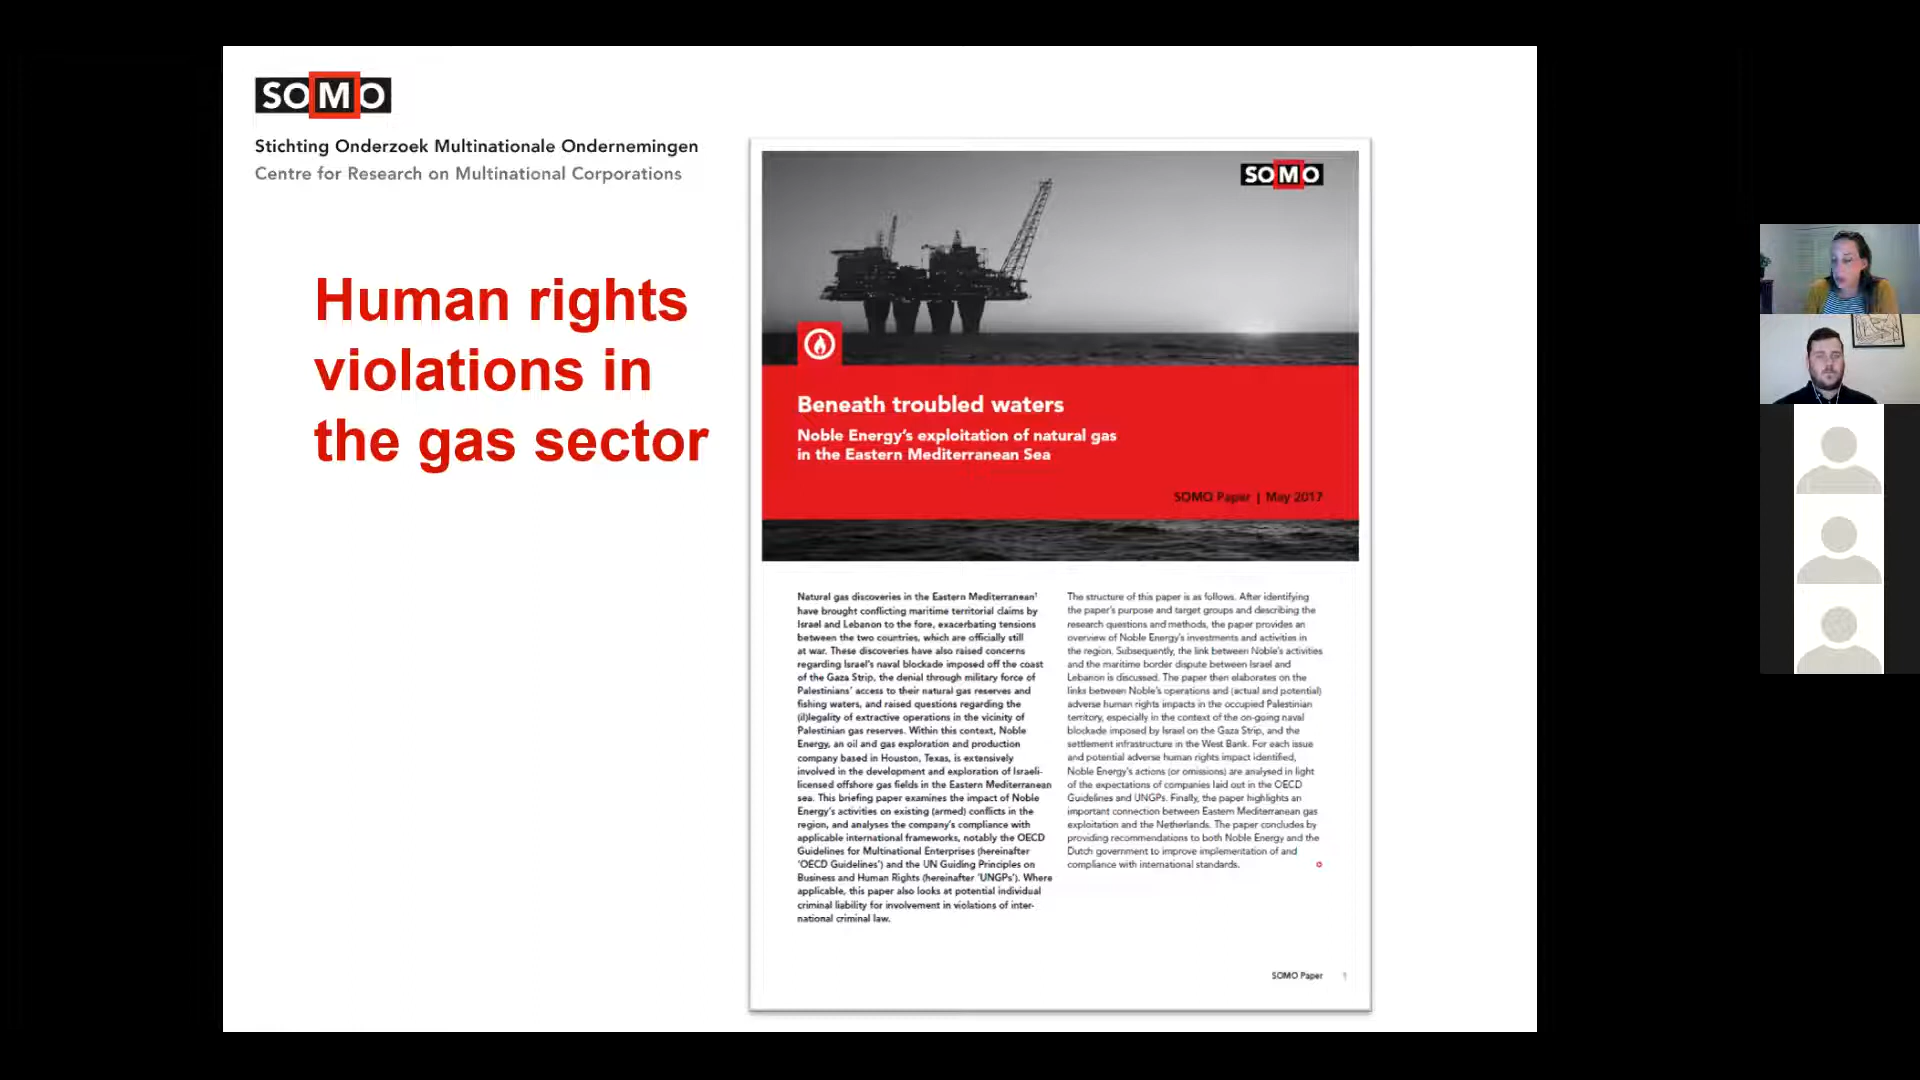 SOMO
Stichting Onderzoek Multinationale Ondernemingen
Centre for Research on Multinational Corporations
Human rights
violations in
the gas sector
SOMO
Beneath troubled waters
Noble Energy's exploitation of natural gas
in the Eastern Mediterranean Sea
SOMO Paper | May 2017
Natural gas discoveries in the Eastern Mediterranean¹
have brought conflicting maritime territorial claims by
Israel and Lebanon to the fore, exacerbating tensions
between the two countries, which are officially still
at war. These discoveries have also raised concerns
regarding Israel's naval blockade imposed off the coast
of the Gaza Strip, the denial through military force of
Palestinians' access to their natural gas reserves and
fishing waters, and raised questions regarding the
(il)legality of extractive operations in the vicinity of
Palestinian gas reserves. Within this context, Noble
Energy, an oil and gas exploration and production
company based in Houston, Texas, is extensively
involved in the development and exploration of Israeli-
licensed offshore gas fields in the Eastern Mediterranean
sea. This briefing paper examines the impact of Noble
Energy's activities on existing (armed) conflicts in the
region, and analyses the company's compliance with
applicable international frameworks, notably the OECD
Guidelines for Multinational Enterprises (hereinafter
'OECD Guidelines') and the UN Guiding Principles on
Business and Human Rights (hereinafter 'UNGPs'). Where
applicable, this paper also looks at potential individual
criminal liability for involvement in violations of inter-
national criminal law.
The structure of this paper is as follows. After identifying
the paper's purpose and target groups and describing the
research questions and methods, the paper provides an
overview of Noble Energy's investments and activities in
the region. Subsequently, the link between Noble's activities
and the maritime border dispute between Israel and
Lebanon is discussed. The paper then elaborates on the
links between Noble's operations and (actual and potential)
adverse human rights impacts in the occupied Palestinian
territory, especially in the context of the on-going naval
blockade imposed by Israel on the Gaza Strip, and the
settlement infrastructure in the West Bank. For each issue
and potential adverse human rights impact identified,
Noble Energy's actions (or omissions) are analysed in light
of the expectations of companies laid out in the OECD
Guidelines and UNGPs. Finally, the paper highlights an
important connection between Eastern Mediterranean gas
exploitation and the Netherlands. The paper concludes by
providing recommendations to both Noble Energy and the
Dutch government to improve implementation of and
compliance with international standards.
SOMO Paper 1